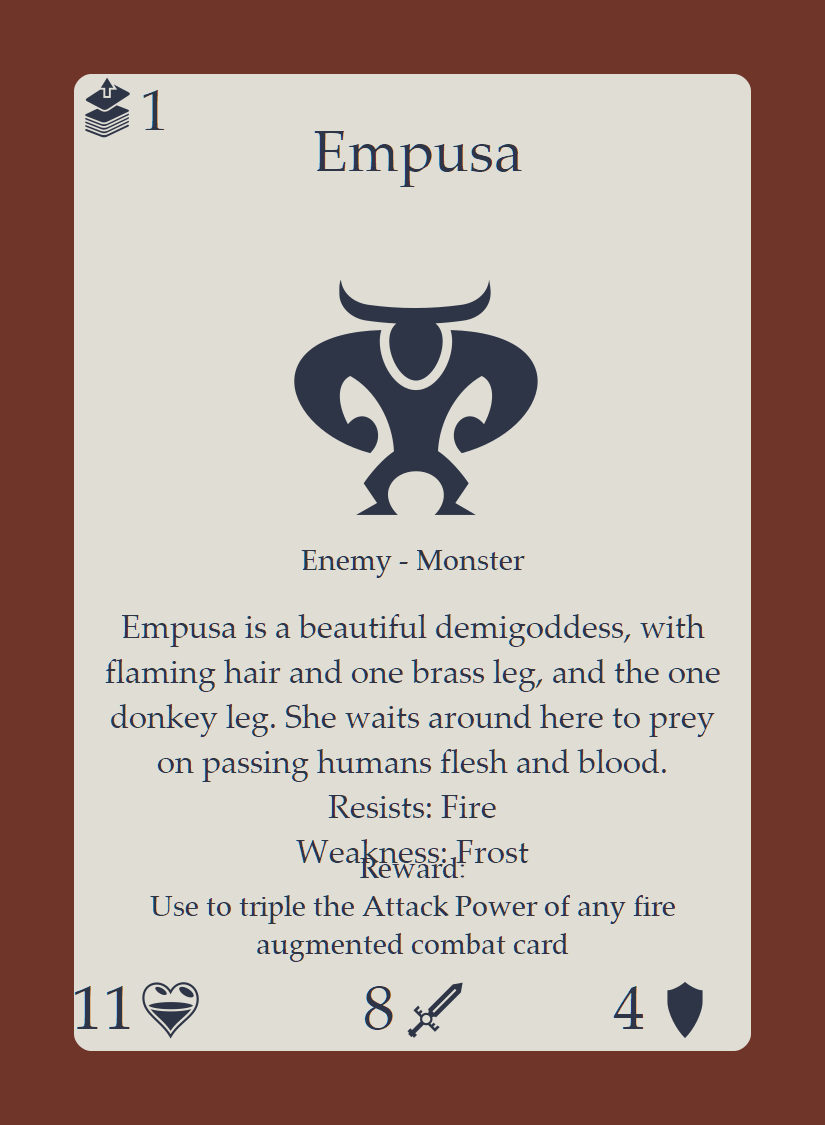 1
Empusa
Enemy - Monster
Empusa is a beautiful demigoddess, with
flaming hair and one brass leg, and the one
donkey leg. She waits around here to prey
on passing humans flesh and blood.
Resists: Fire
Weakness: Frost
Reward:
Use to triple the Attack Power of any fire
augmented combat card
11 8 4